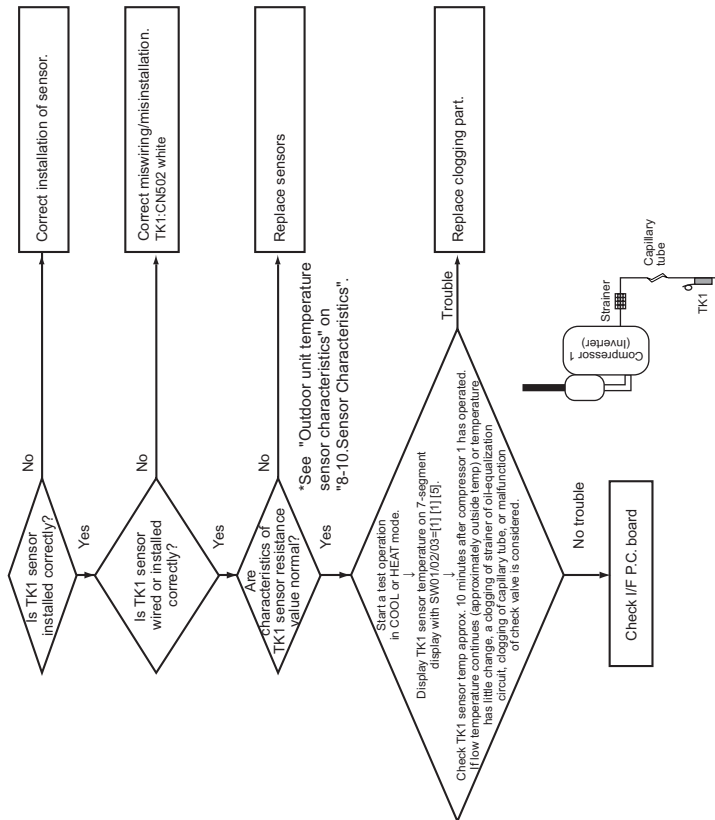 Is TK1 sensor
installed correctly?
No
Correct installation of sensor.
Yes
Is TK1 sensor
wired or installed
correctly?
No
Correct miswiring/misinstallation.
TK1:CN502 white
Yes
Are
characteristics of
TK1 sensor resistance
value normal?
No
Replace sensors
*See "Outdoor unit temperature
sensor characteristics" on
"8-10.Sensor Characteristics".
Yes
Start a test operation
in COOL or HEAT mode.
↓
Display TK1 sensor temperature on 7-segment
display with SW01/02/03=[1] [1] [5].
↓
Check TK1 sensor temp approx. 10 minutes after compressor 1 has operated.
If low temperature continues (approximately outside temp) or temperature
has little change, a clogging of strainer of oil-equalization
circuit, clogging of capillary tube, or malfunction
of check valve is considered.
Trouble
Replace clogging part.
No trouble
Check I/F P.C. board
Compressor 1
(Inverter)
Strainer
Capillary
tube
TK1